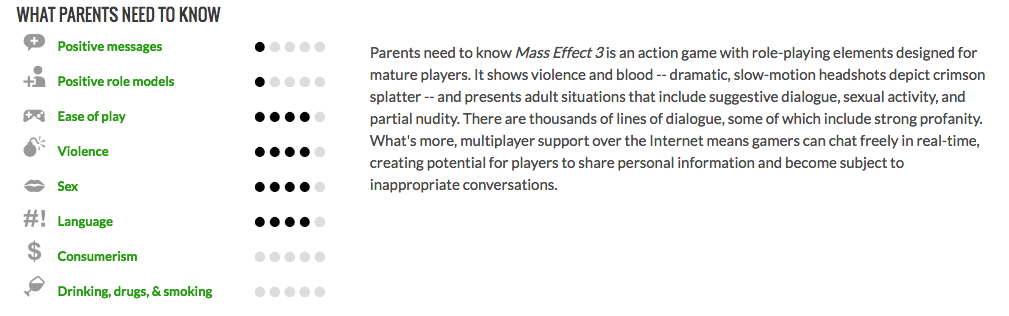 WHAT PARENTS NEED TO KNOW
Positive messages
Positive role models
Ease of play
Violence
Sex
#! Language
$ Consumerism
Drinking, drugs, & smoking
Parents need to know Mass Effect 3 is an action game with role-playing elements designed for
mature players. It shows violence and blood -- dramatic, slow-motion headshots depict crimson
splatter -- and presents adult situations that include suggestive dialogue, sexual activity, and
partial nudity. There are thousands of lines of dialogue, some of which include strong profanity.
What's more, multiplayer support over the Internet means gamers can chat freely in real-time,
creating potential for players to share personal information and become subject to
inappropriate conversations.